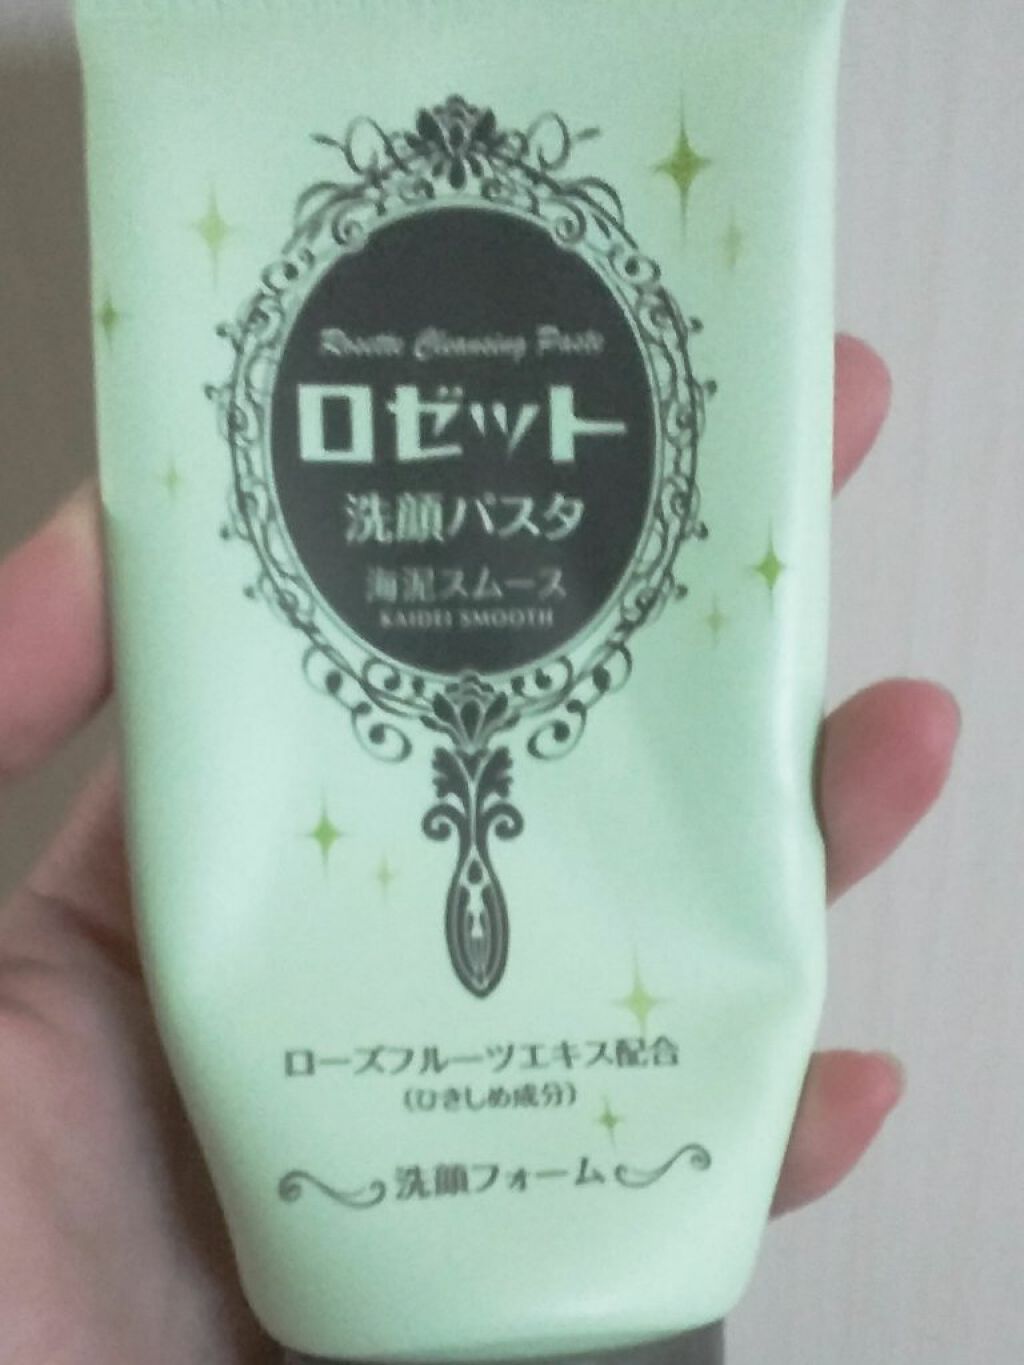 Rosette Cleansing Paste
ロゼット
洗顔パスタ
海泥スムース
KAIDEI SMOOTH
ローズフルーツエキス配合
(ひきしめ成分)
洗顔フォーム